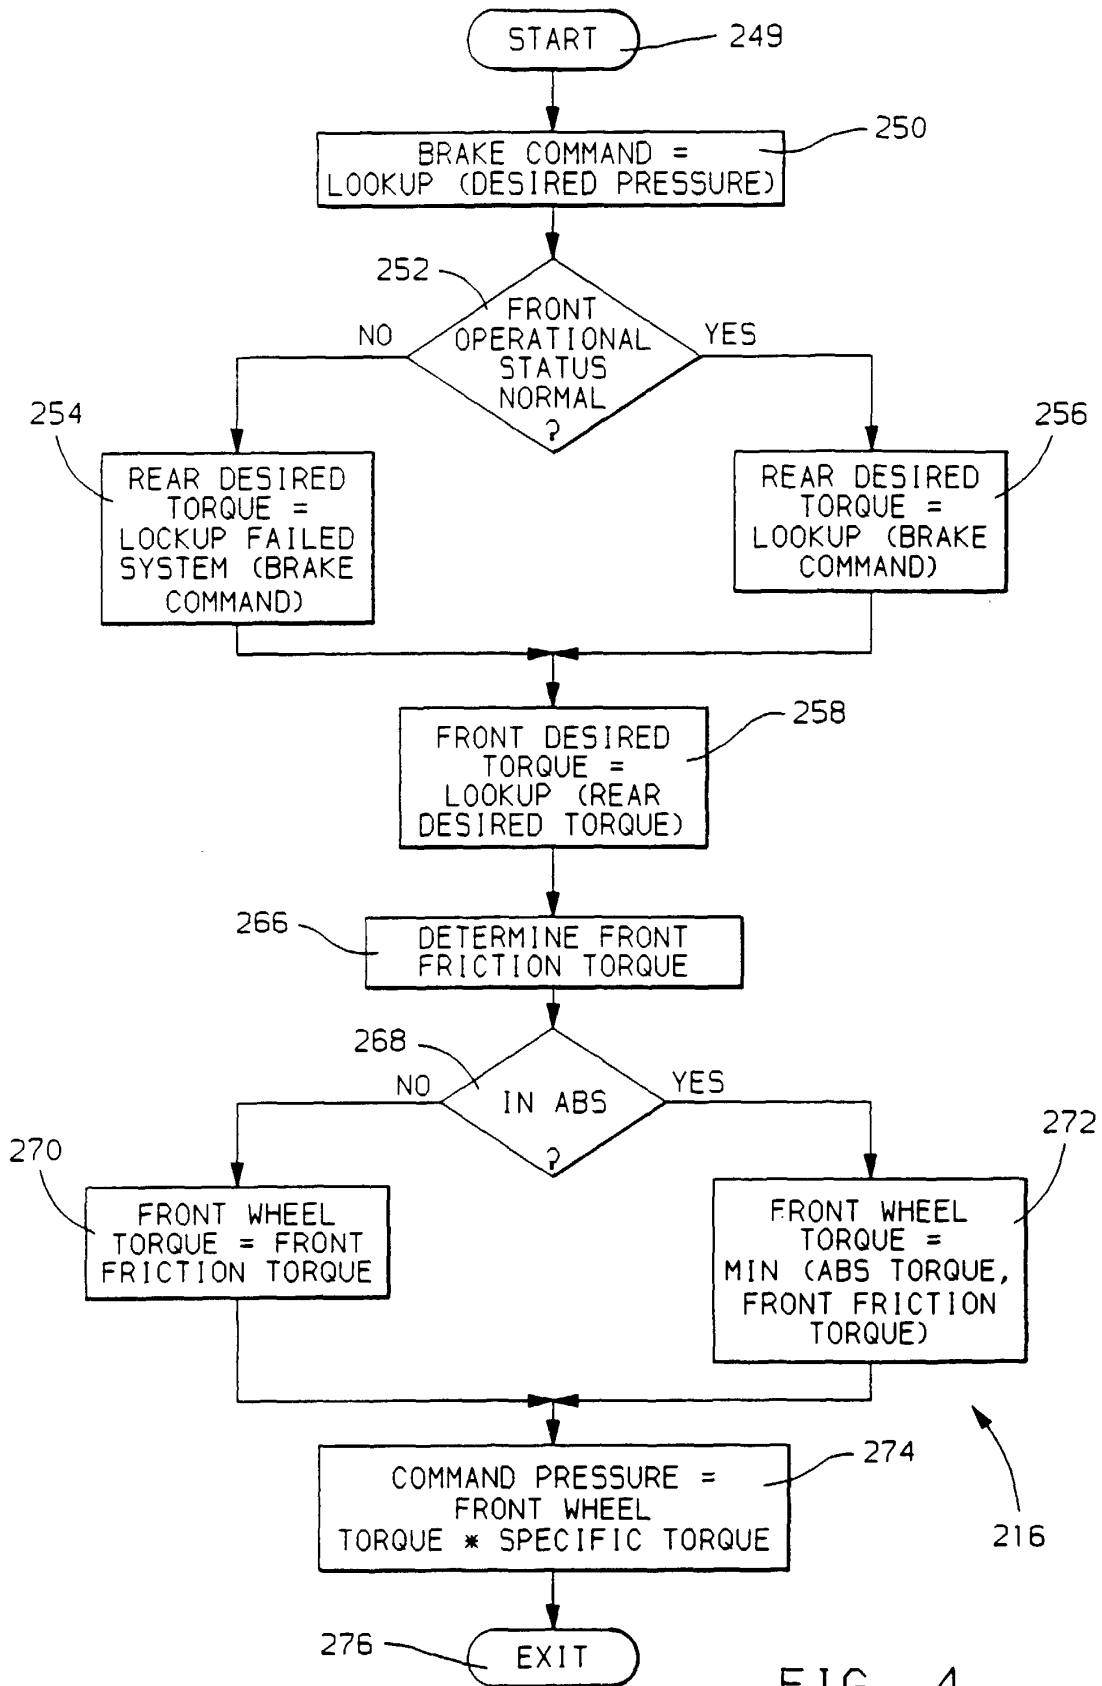 START
249
250
BRAKE COMMAND =
LOOKUP (DESIRED PRESSURE)
252
FRONT
OPERATIONAL
STATUS
NORMAL
?
NO
YES
254
256
REAR DESIRED
TORQUE =
LOCKUP FAILED
SYSTEM (BRAKE
COMMAND)
REAR DESIRED
TORQUE =
LOOKUP (BRAKE
COMMAND)
258
FRONT DESIRED
TORQUE =
LOOKUP (REAR
DESIRED TORQUE)
266
DETERMINE FRONT
FRICTION TORQUE
268
NO
YES
IN ABS
?
270
272
FRONT WHEEL
TORQUE = FRONT
FRICTION TORQUE
FRONT WHEEL
TORQUE =
MIN (ABS TORQUE,
FRONT FRICTION
TORQUE)
274
COMMAND PRESSURE =
FRONT WHEEL
TORQUE * SPECIFIC TORQUE
216
276
EXIT
FIG. 4